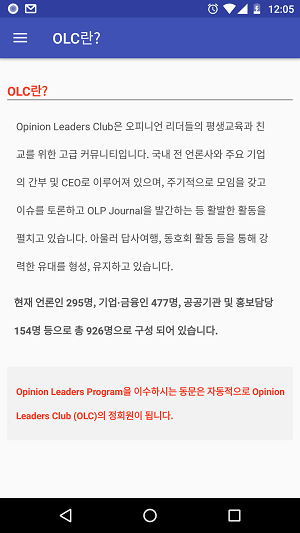 12:05
OLC란?
OLC란?
Opinion Leaders Club은 오피니언 리더들의 평생교육과 친
교를 위한 고급 커뮤니티입니다. 국내 전 언론사와 주요 기업
의 간부 및 CEO로 이루어져 있으며, 주기적으로 모임을 갖고
이슈를 토론하고 OLP Journal을 발간하는 등 활발한 활동을
펼치고 있습니다. 아울러 답사여행, 동호회 활동 등을 통해 강
력한 유대를 형성, 유지하고 있습니다.
현재 언론인 295명, 기업·금융인 477명, 공공기관 및 홍보담당
154명 등으로 총 926명으로 구성 되어 있습니다.
Opinion Leaders Program을 이수하시는 동문은 자동적으로 Opinion
Leaders Club (OLC)의 정회원이 됩니다.